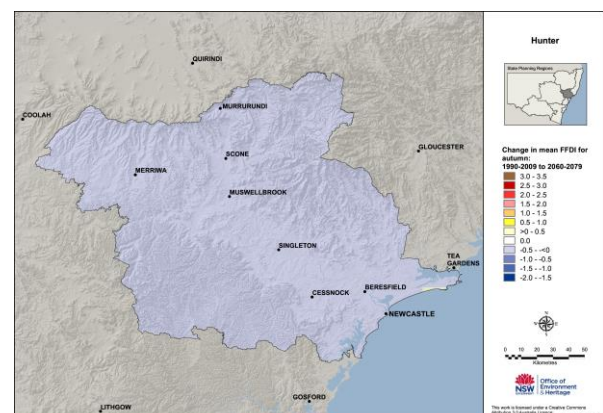 Hunter
State Planning Regions
QUIRINDI
COOLAH
MURRURUNDI
GLOUCESTER
SCONE
MERRIWA
MUSWELLBROOK
SINGLETON
TEA
GARDENS
BERESFIELD
CESSNOCK
NEWCASTLE
GOSFORD
LITHGOW
Change in mean FFDI for
autumn:
1990-2009 to 2060-2079
3.0 - 3.5
2.5 - 3.0
2.0 - 2.5
1.5 - 2.0
1.0 - 1.5
0.5 - 1.0
>0 - 0.5
0.0
-0.5 - <0
-1.0 - -0.5
-1.5 - -1.0
-2.0 - -1.5
N
0 10 20 30 40 50
Kilometres
NSW
Office of
Environment
& Heritage
This work is licensed under a Creative Commons